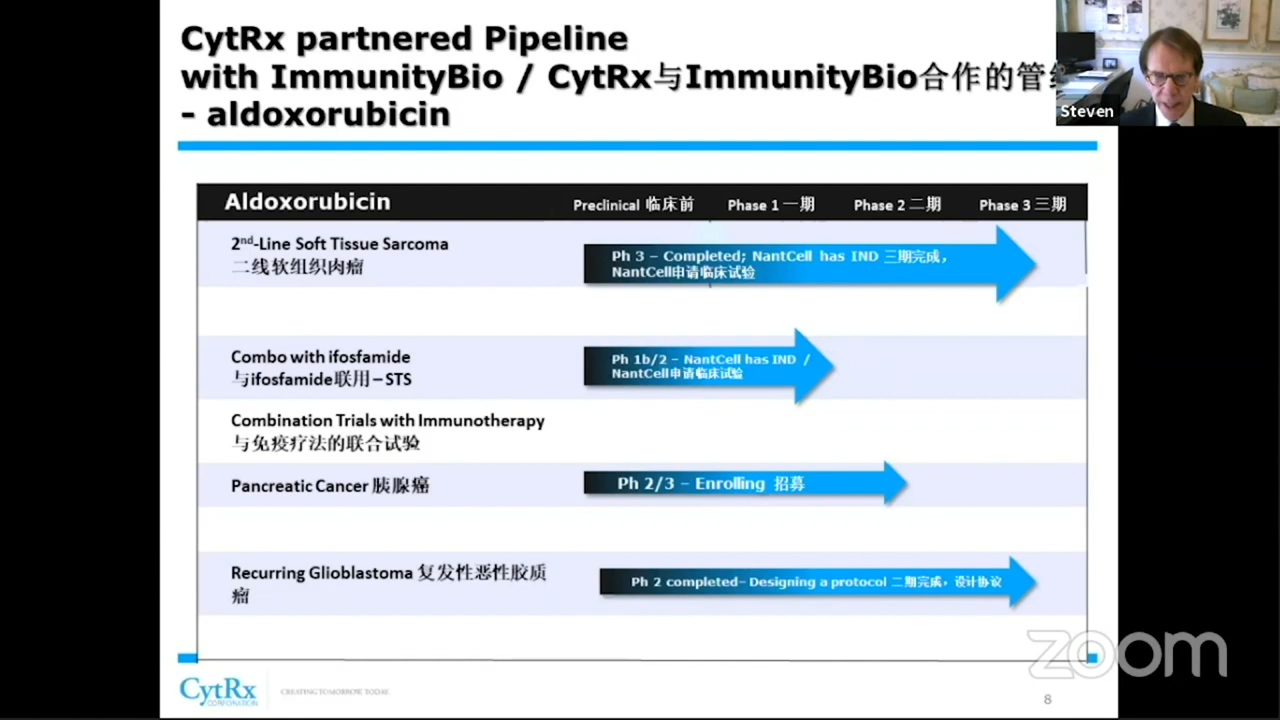 CytRx partnered Pipeline
with ImmunityBio / CytRx与ImmunityBio合作的管
- aldoxorubicin
Steven
Aldoxorubicin
Preclinical 临床前 Phase 1 一期 Phase 2 二期 Phase 3 三期
2nd-Line Soft Tissue Sarcoma
二线软组织肉瘤
Ph 3 – Completed; NantCell has IND 三期完成,
NantCell申请临床试验
Combo with ifosfamide
与ifosfamide联用 – STS
Ph 1b/2 – NantCell has IND /
NantCell申请临床试验
Combination Trials with Immunotherapy
与免疫疗法的联合试验
Pancreatic Cancer 胰腺癌
Ph 2/3 – Enrolling 招募
Recurring Glioblastoma 复发性恶性胶质
瘤
Ph 2 completed– Designing a protocol 二期完成,设计协议
zoom
CytRx
CORPORATION
CREATING TOMORROW TODAY
8